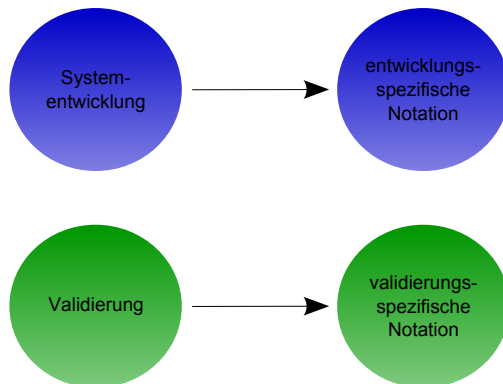 System-
entwicklung
entwicklungs-
spezifische
Notation
Validierung
validierungs-
spezifische
Notation